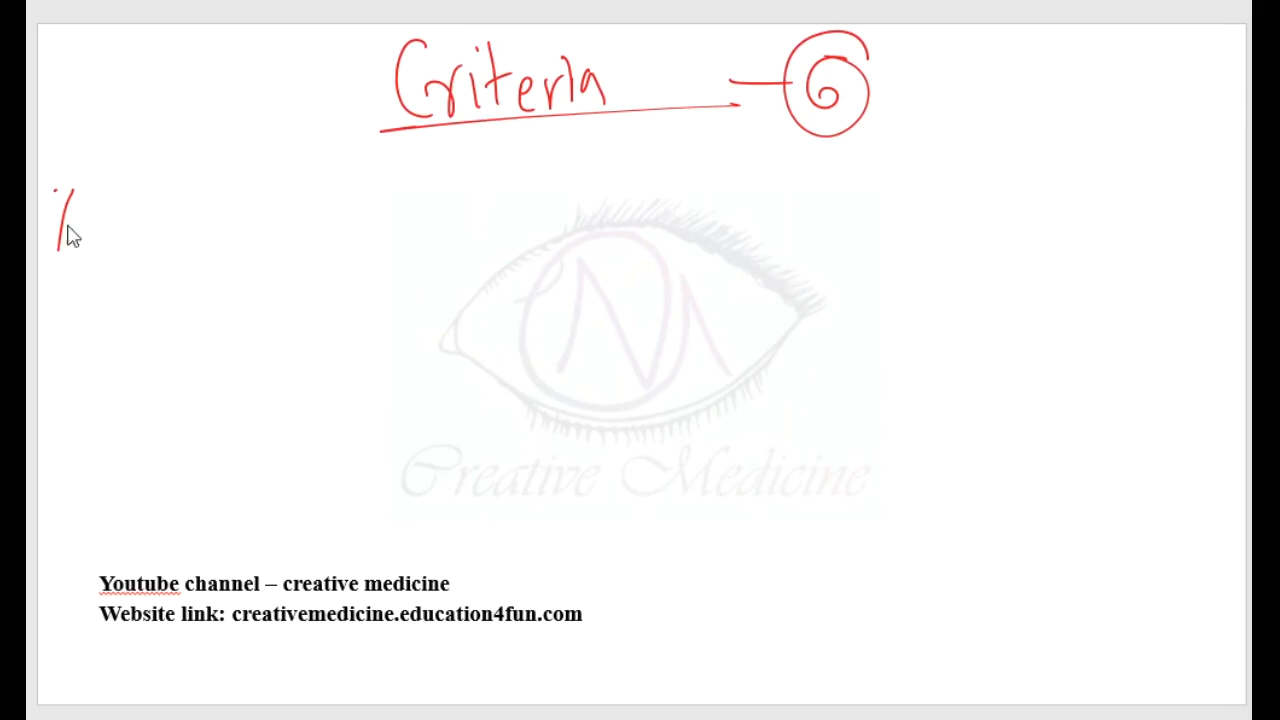 Criteria – 6
Creative Medicine
Youtube channel – creative medicine
Website link: creativemedicine.education4fun.com